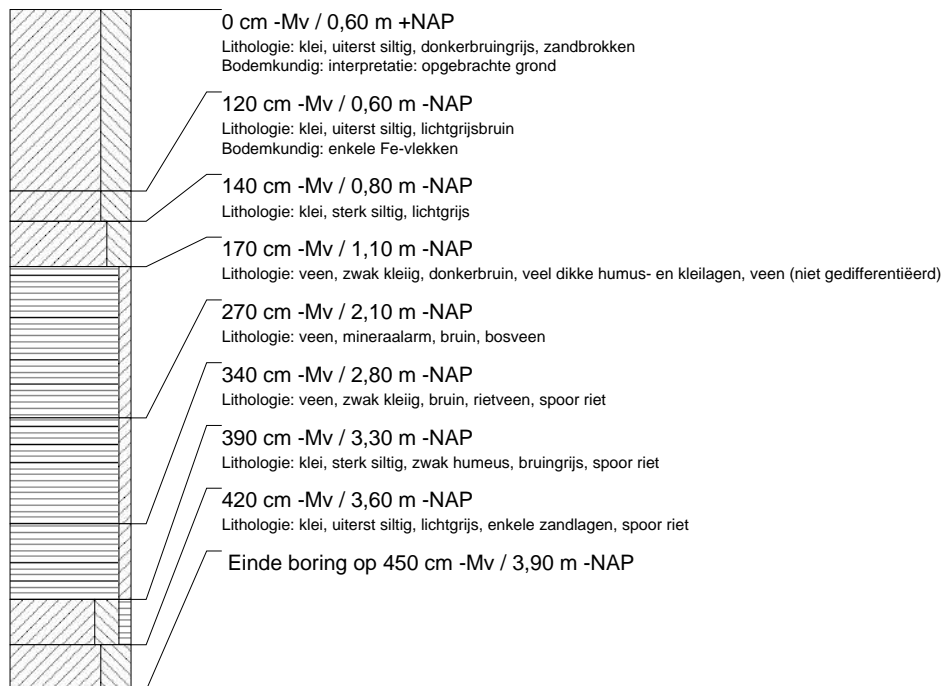 0 cm -Mv / 0,60 m +NAP
Lithologie: klei, uiterst siltig, donkerbruingrijs, zandbrokken
Bodemkundig: interpretatie: opgebrachte grond
120 cm -Mv / 0,60 m -NAP
Lithologie: klei, uiterst siltig, lichtgrijsbruin
Bodemkundig: enkele Fe-vlekken
140 cm -Mv / 0,80 m -NAP
Lithologie: klei, sterk siltig, lichtgrijs
170 cm -Mv / 1,10 m -NAP
Lithologie: veen, zwak kleiig, donkerbruin, veel dikke humus- en kleilagen, veen (niet gedifferentiëerd)
270 cm -Mv / 2,10 m -NAP
Lithologie: veen, mineraalarm, bruin, bosveen
340 cm -Mv / 2,80 m -NAP
Lithologie: veen, zwak kleiig, bruin, rietveen, spoor riet
390 cm -Mv / 3,30 m -NAP
Lithologie: klei, sterk siltig, zwak humeus, bruingrijs, spoor riet
420 cm -Mv / 3,60 m -NAP
Lithologie: klei, uiterst siltig, lichtgrijs, enkele zandlagen, spoor riet
Einde boring op 450 cm -Mv / 3,90 m -NAP